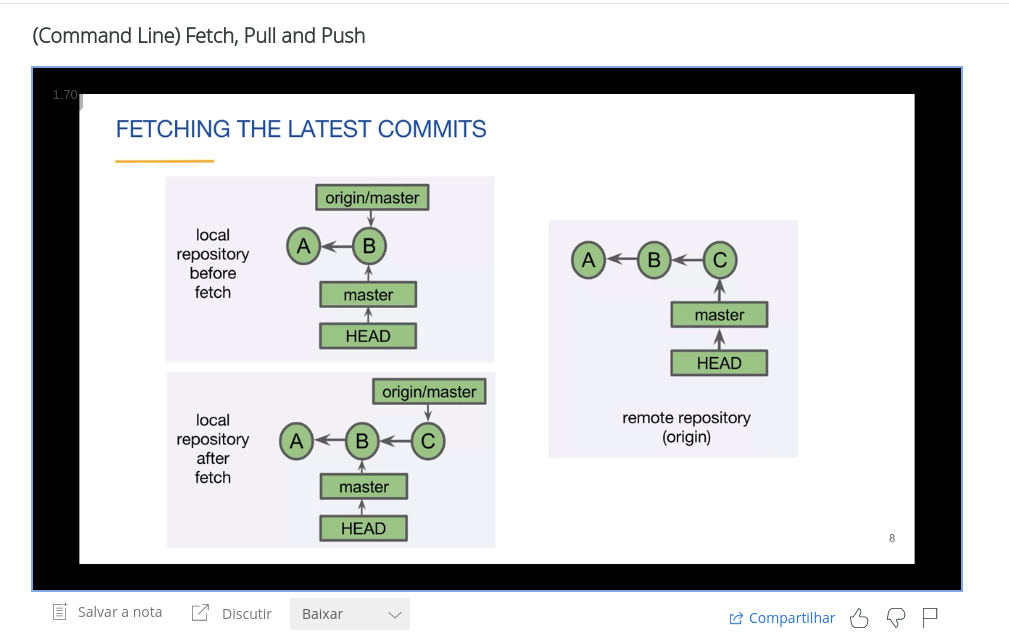 (Command Line) Fetch, Pull and Push
1.70
FETCHING THE LATEST COMMITS
local
repository
before
fetch
origin/master
A
B
master
HEAD
local
repository
after
fetch
origin/master
A
B
C
master
HEAD
A
B
C
master
HEAD
remote repository
(origin)
8
Salvar a nota
Discutir
Baixar
Compartilhar